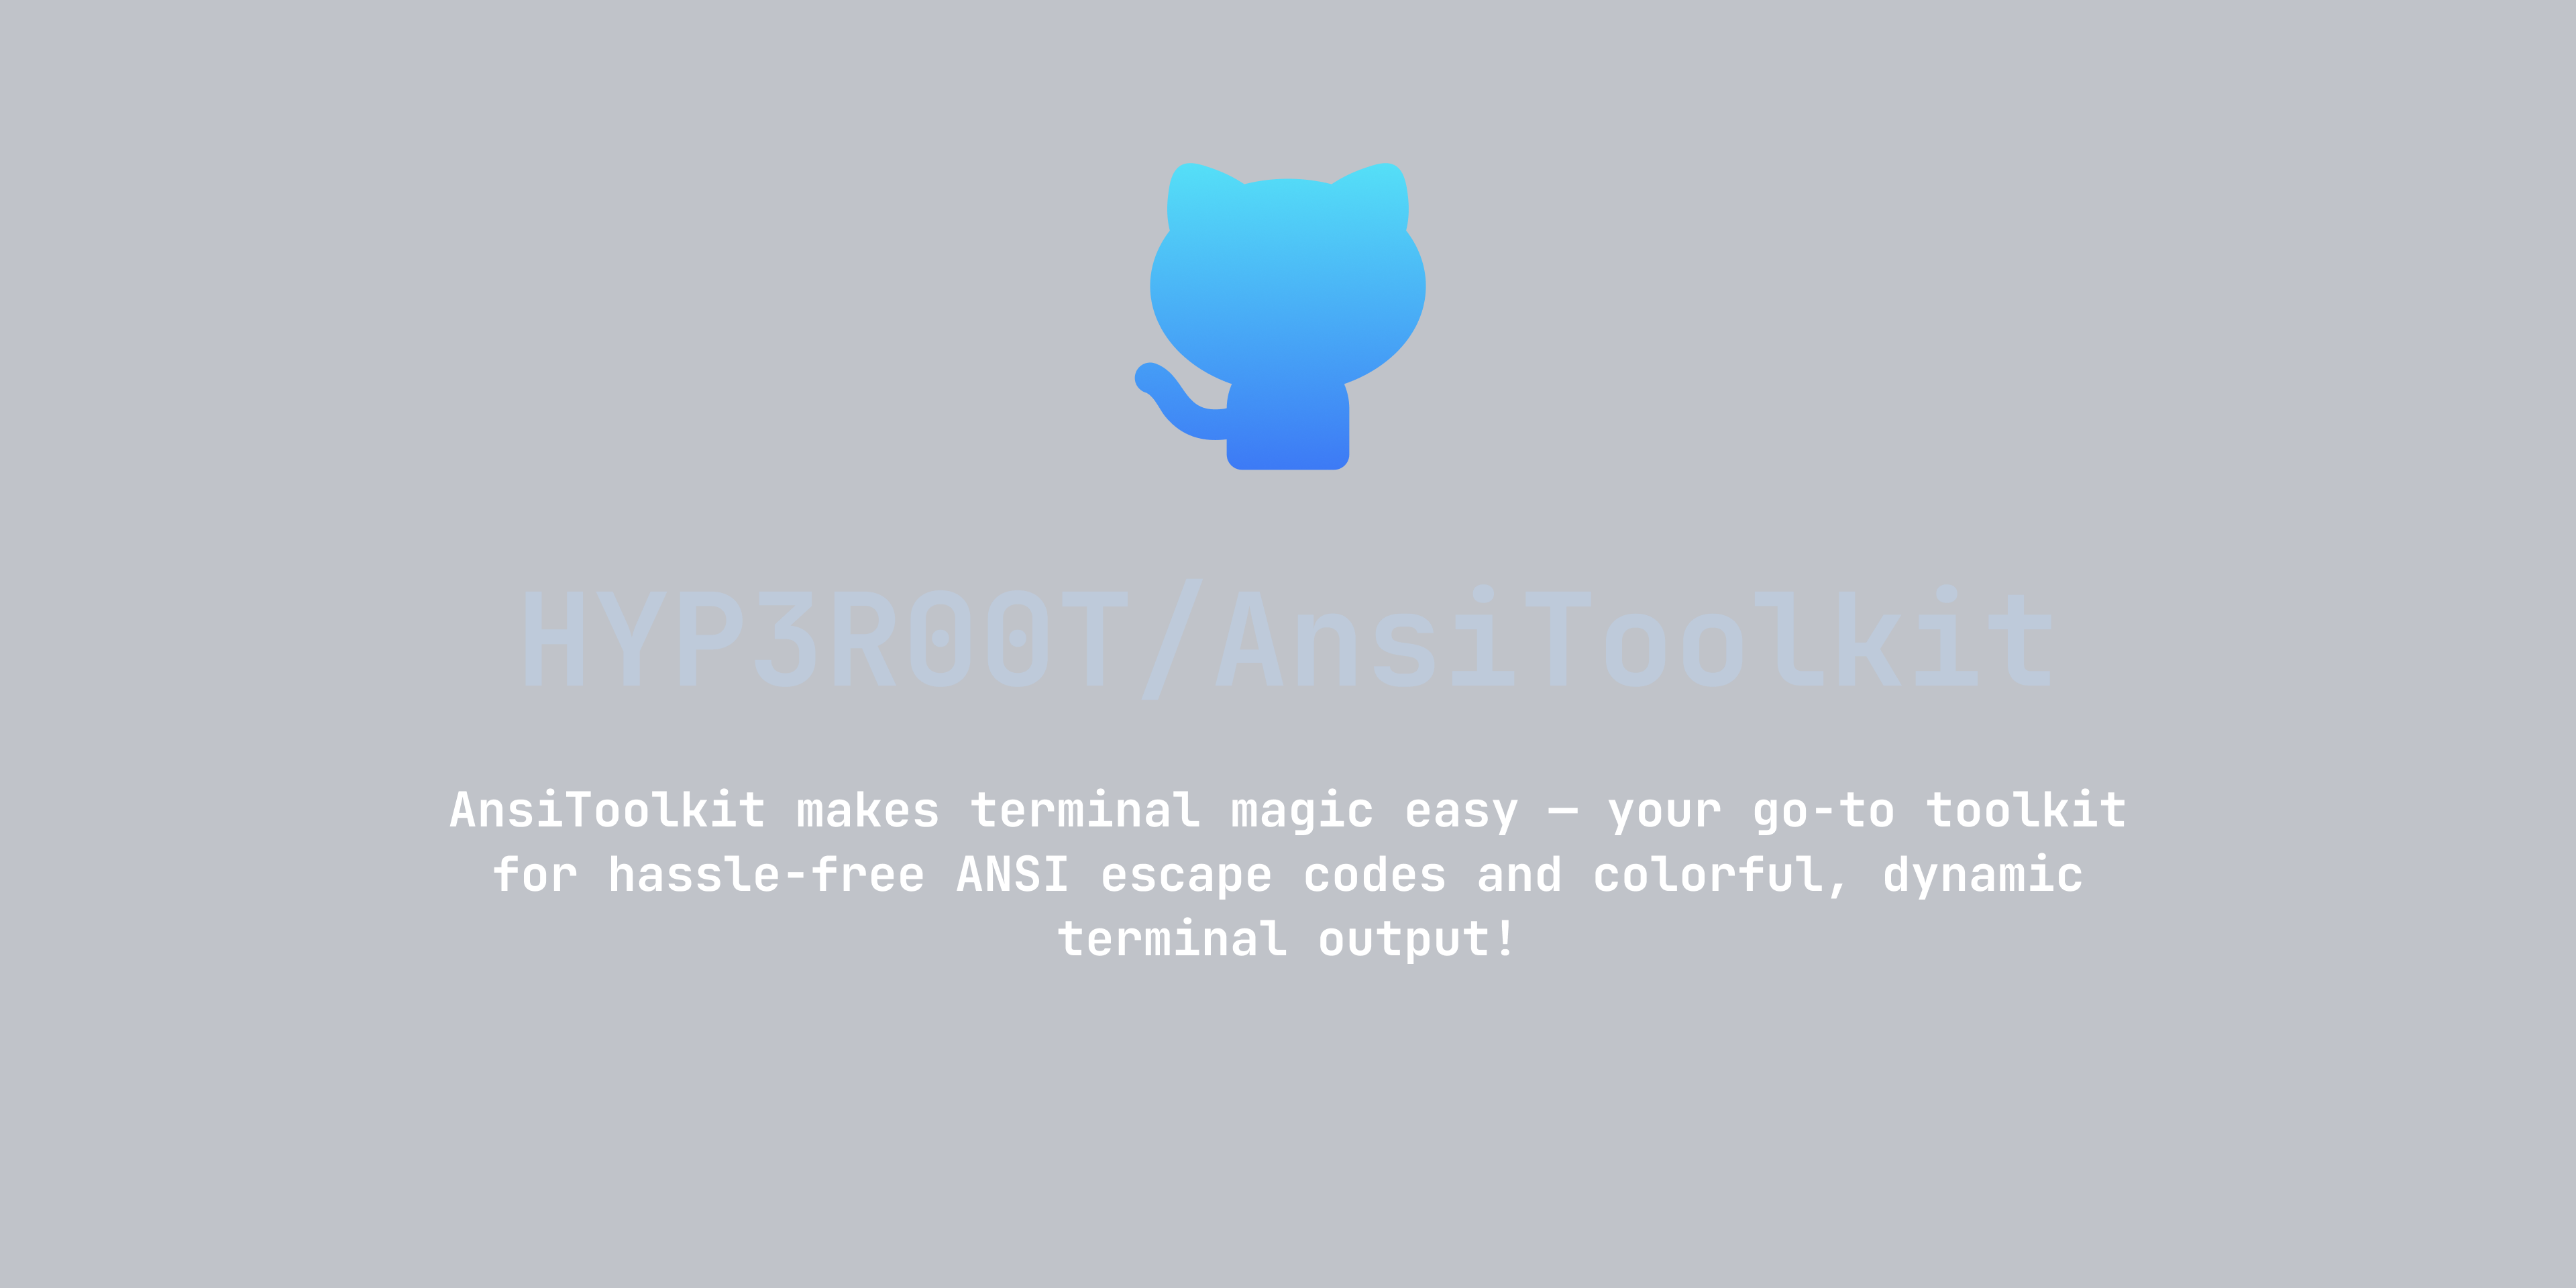 HYP3R00T/AnsiToolkit
AnsiToolkit makes terminal magic easy — your go-to toolkit
for hassle-free ANSI escape codes and colorful, dynamic
terminal output!